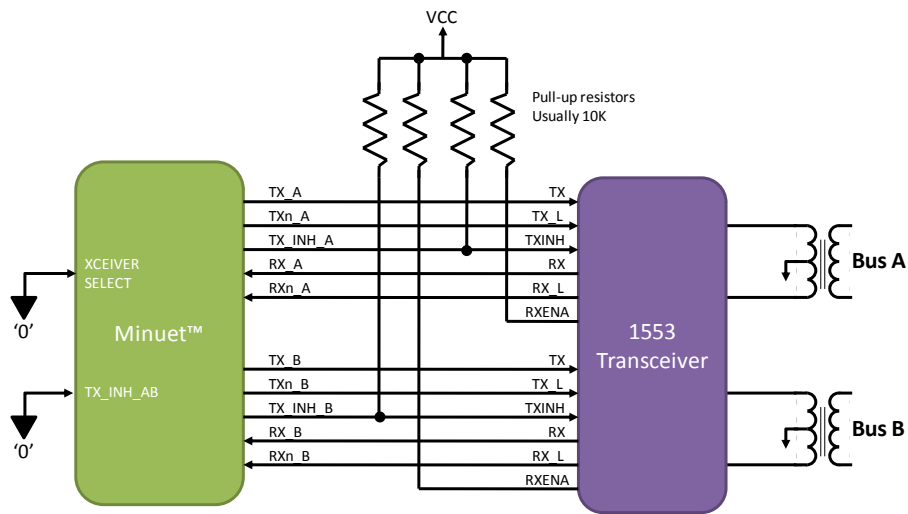 VCC
Pull-up resistors
Usually 10K
TX_A
TX
TXn_A
TX_L
TX_INH_A
TXINH
RX_A
RX
RXn_A
RX_L
RXENA
XCEIVER
SELECT
'0'
Minuet™
1553
Transceiver
Bus A
TX_B
TX
TXn_B
TX_L
TX_INH_AB
TX_INH_B
TXINH
RX_B
RX
RXn_B
RX_L
RXENA
'0'
Bus B